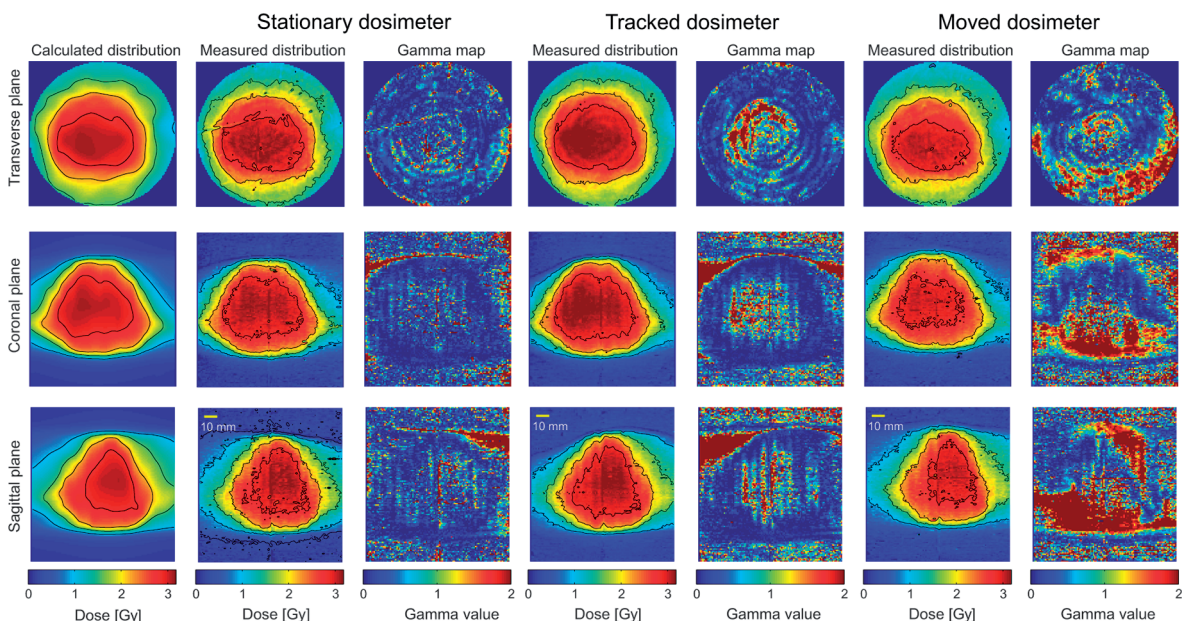 Stationary dosimeter Tracked dosimeter Moved dosimeter
Calculated distribution Measured distribution Gamma map Measured distribution Gamma map Measured distribution Gamma map
Transverse plane
Coronal plane
Sagittal plane
10 mm 10 mm 10 mm
0 1 2 3 0 1 2 3 0 1 2 0 1 2 3 0 1 2 0 1 2 3 0 1 2
Dose [Gy] Dose [Gy] Gamma value Dose [Gy] Gamma value Dose [Gy] Gamma value